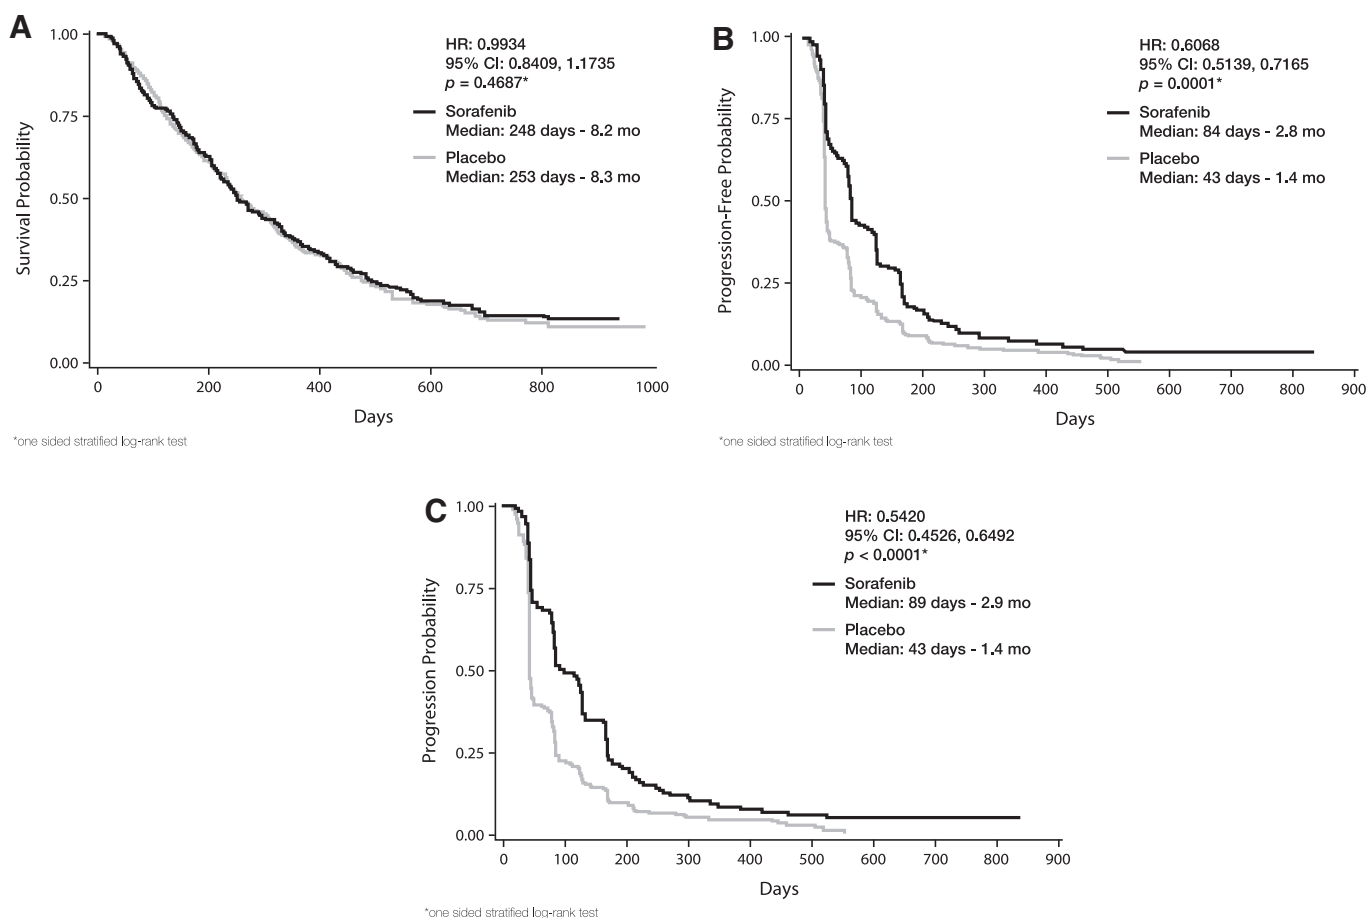 A
1.00
0.75
0.50
0.25
0.00
Survival Probability
HR: 0.9934
95% CI: 0.8409, 1.1735
p = 0.4687*
Sorafenib
Median: 248 days - 8.2 mo
Placebo
Median: 253 days - 8.3 mo
0 200 400 600 800 1000
Days
*one sided stratified log-rank test
B
1.00
0.75
0.50
0.25
0.00
Progression-Free Probability
HR: 0.6068
95% CI: 0.5139, 0.7165
p = 0.0001*
Sorafenib
Median: 84 days - 2.8 mo
Placebo
Median: 43 days - 1.4 mo
0 100 200 300 400 500 600 700 800 900
Days
*one sided stratified log-rank test
C
1.00
0.75
0.50
0.25
0.00
Progression Probability
HR: 0.5420
95% CI: 0.4526, 0.6492
p < 0.0001*
Sorafenib
Median: 89 days - 2.9 mo
Placebo
Median: 43 days - 1.4 mo
0 100 200 300 400 500 600 700 800 900
Days
*one sided stratified log-rank test